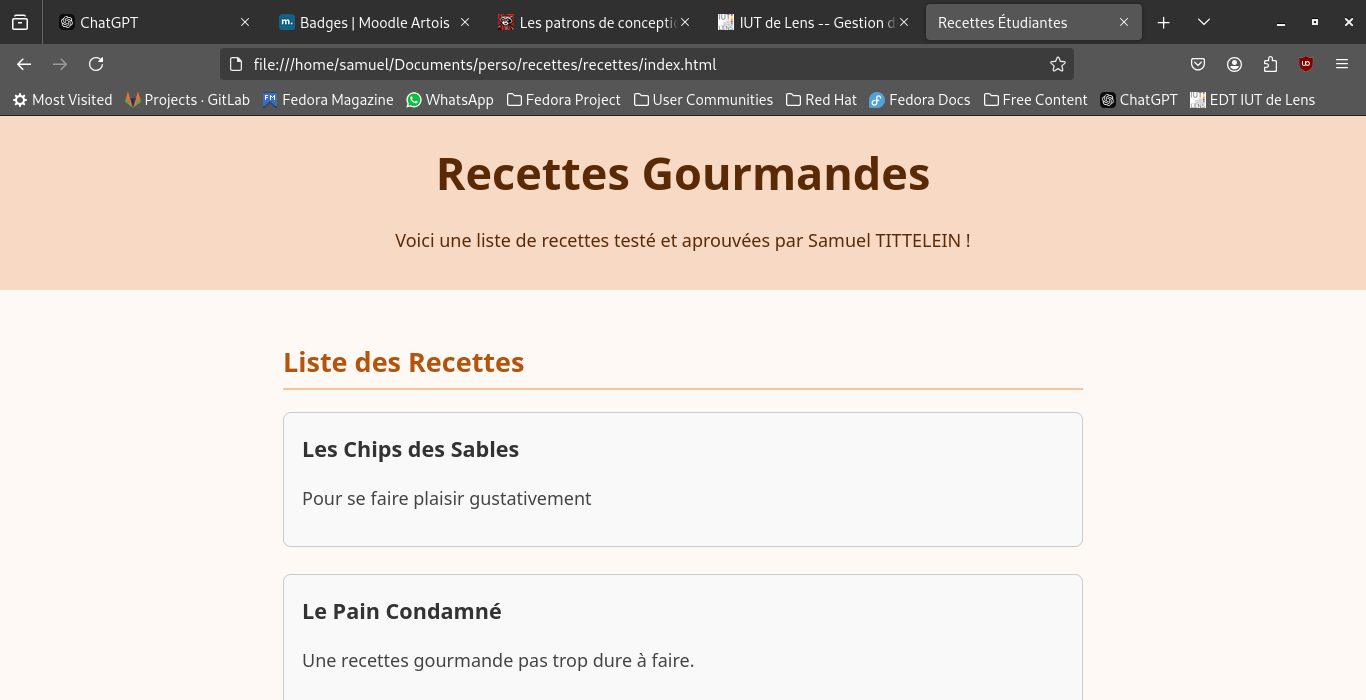 ChatGPT
Badges | Moodle Artois
Les patrons de concepti
IUT de Lens -- Gestion d
Recettes Étudiantes
file:///home/samuel/Documents/perso/recettes/recettes/index.html
Most Visited
Projects · GitLab
Fedora Magazine
WhatsApp
Fedora Project
User Communities
Red Hat
Fedora Docs
Free Content
ChatGPT
EDT IUT de Lens
Recettes Gourmandes
Voici une liste de recettes testé et aprouvées par Samuel TITTELEIN !
Liste des Recettes
Les Chips des Sables
Pour se faire plaisir gustativement
Le Pain Condamné
Une recettes gourmande pas trop dure à faire.